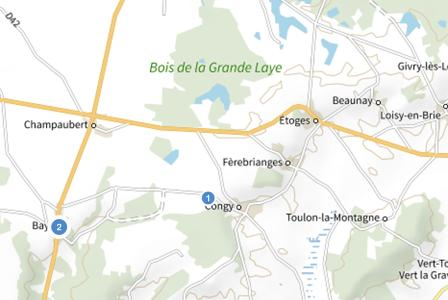 D42
Bois de la Grande Laye
Givry-lès-Lo
Beaunay
Loisy-en-Brie
Champaubert
Étoges
Fèrebrianges
1
Congy
Toulon-la-Montagne
Bay
2
Vert-To
Vert la Grav